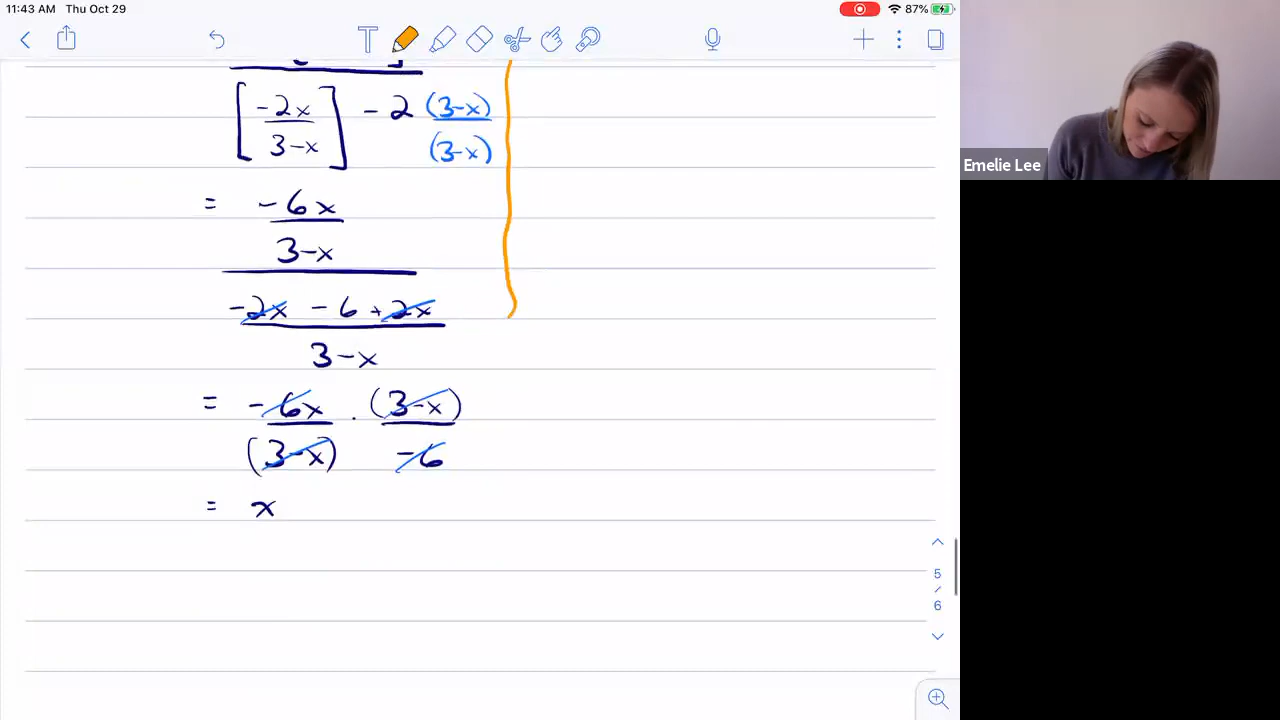 11:43 AM Thu Oct 29
87%
T
[-2x / 3-x] - 2 (3-x) / (3-x)
= -6x
3-x
-2x - 6 + 2x
3-x
= -6x / (3-x) . (3-x) / -6
= x
5 / 6
Emelie Lee